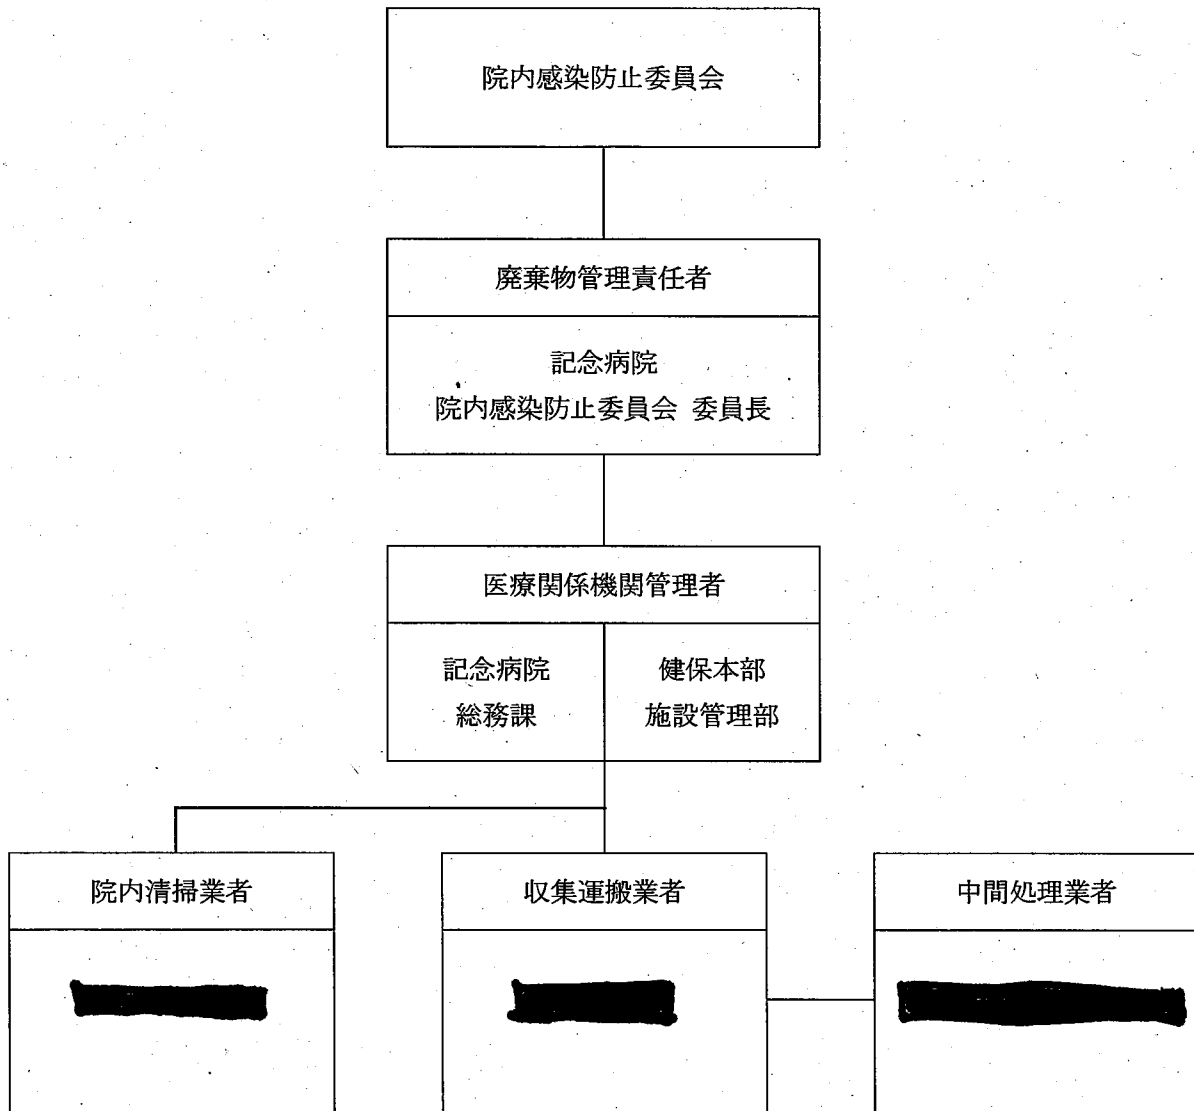 院内感染防止委員会
廃棄物管理責任者
記念病院
院内感染防止委員会 委員長
医療関係機関管理者
記念病院
総務課
健保本部
施設管理部
院内清掃業者
収集運搬業者
中間処理業者